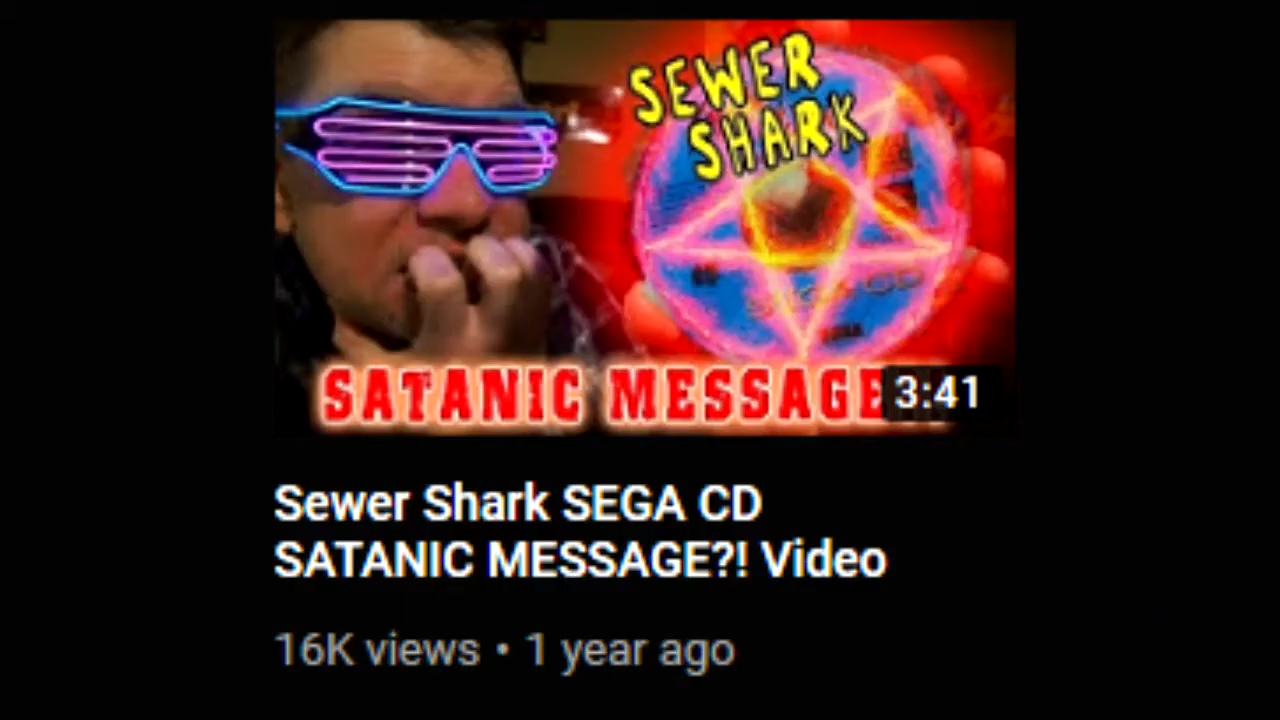 SEWER
SHARK
SATANIC MESSAGE
3:41
Sewer Shark SEGA CD
SATANIC MESSAGE?! Video
16K views • 1 year ago